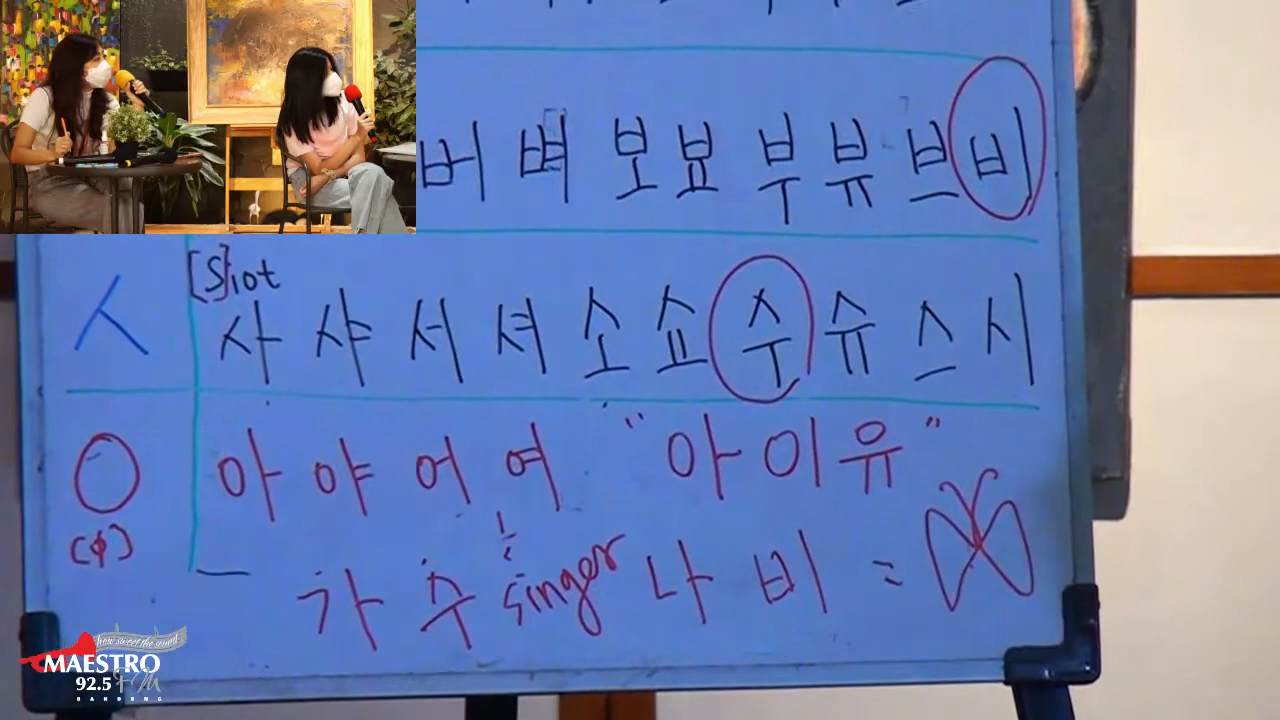 버 벼 보 뵤 부 뷰 브 비
[S]iot
ㅅ 사 샤 서 셔 소 쇼 수 슈 스 시
ㅇ 아 야 어 여 "아이유"
(ф)
가수 singer 나비 =
how sweet the sound
MAESTRO
92.5 FM
BANDUNG